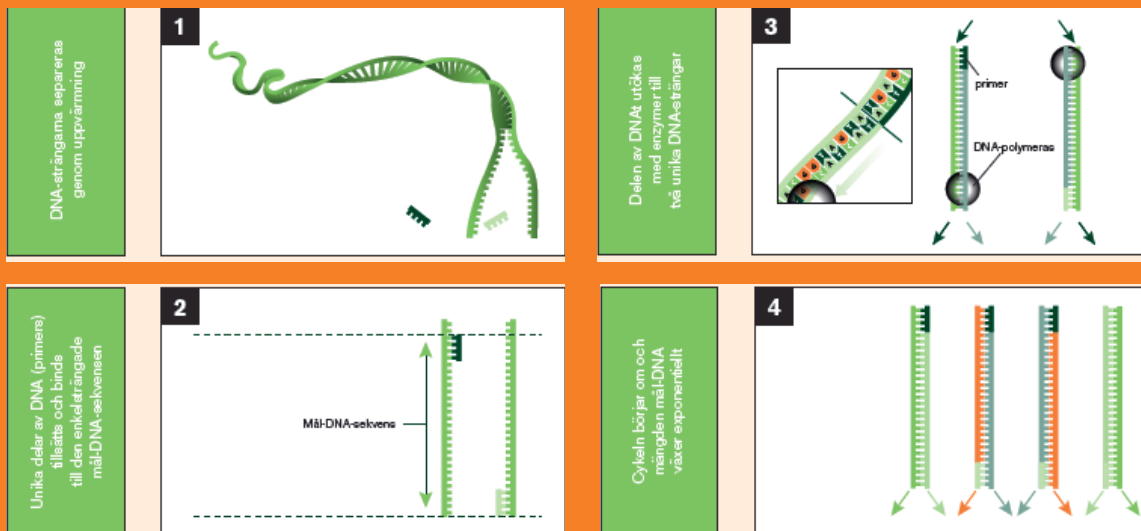 DNA-strängarna separeras
genom uppvärmning
1
Unika delar av DNA (primers)
tillsätts och binds
till den enkelsträngade
mål-DNA-sekvensen
2
Mål-DNA-sekvens
Delen av DNAt utökas
med enzymer till
två unika DNA-strängar
3
primer
DNA-polymeras
Cykeln börjar om och
mängden mål-DNA
växer exponentiellt
4